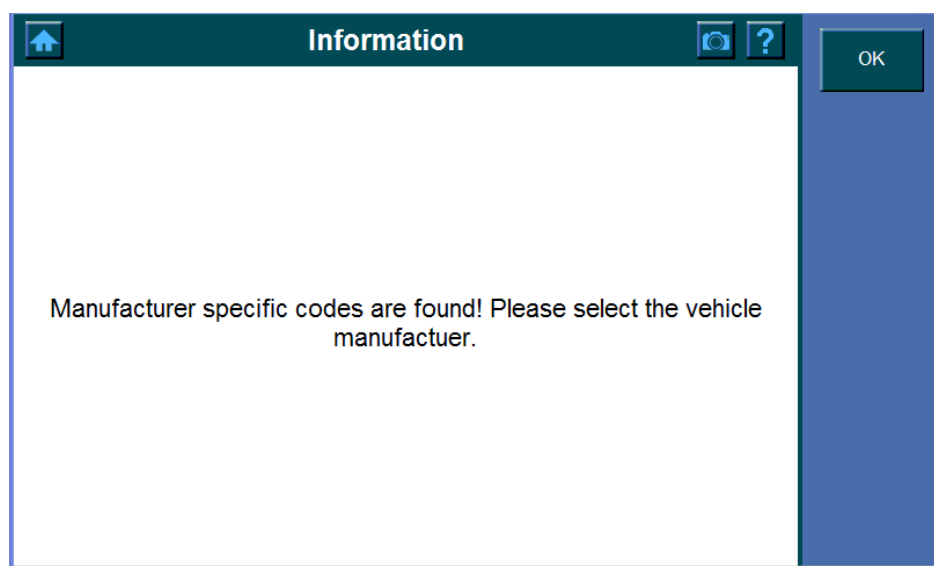 Information
?
OK
Manufacturer specific codes are found! Please select the vehicle
manufactuer.